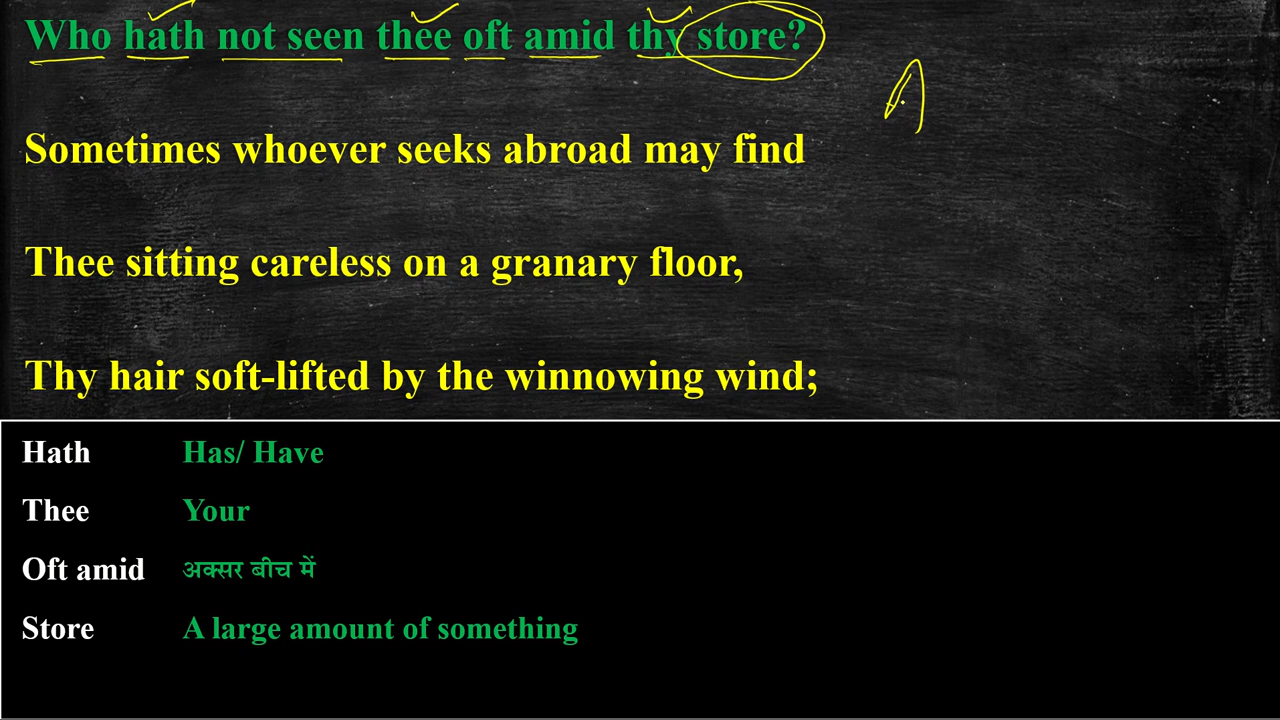 Who hath not seen thee oft amid thy store?
Sometimes whoever seeks abroad may find
Thee sitting careless on a granary floor,
Thy hair soft-lifted by the winnowing wind;
Hath Has/ Have
Thee Your
Oft amid अक्सर बीच में
Store A large amount of something